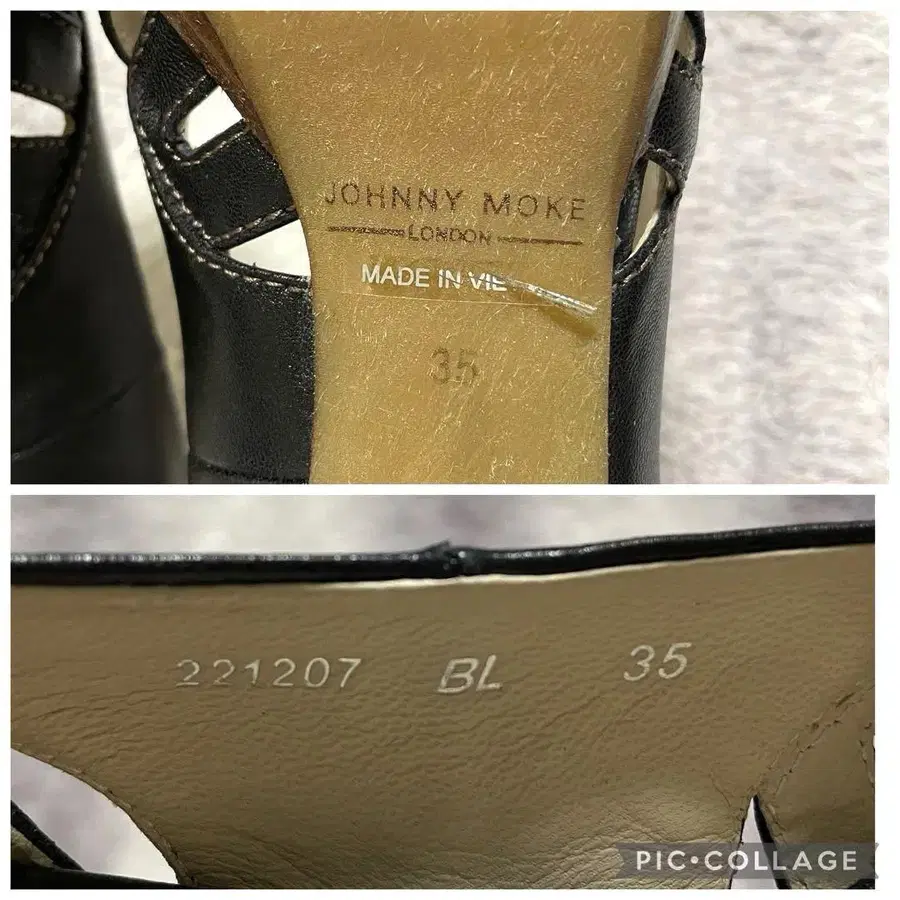 JOHNNY MOKE
LONDON
MADE IN VIE
35
221207 BL 35
PIC•COLLAGE